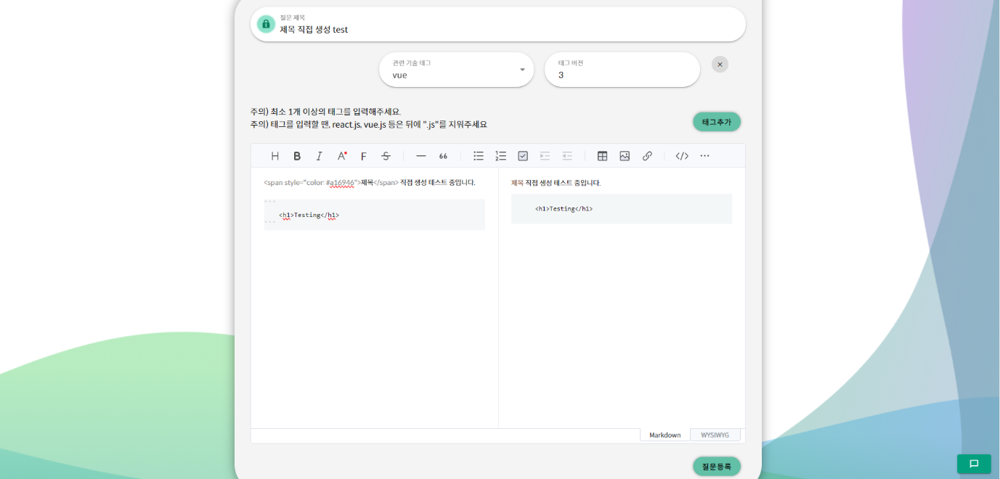 질문 제목
제목 직접 생성 test
관련 기술 태그
vue
태그 버전
3
주의) 최소 1개 이상의 태그를 입력해주세요.
주의) 태그를 입력할 땐, react.js, vue.js 등은 뒤에 ".js"를 지워주세요
태그추가
H B I A F S 66
<span style="color: #a16946">제목</span> 직접 생성 테스트 중입니다.
```
<h1>Testing</h1>
```
제목 직접 생성 테스트 중입니다.
<h1>Testing</h1>
Markdown
WYSIWYG
질문등록